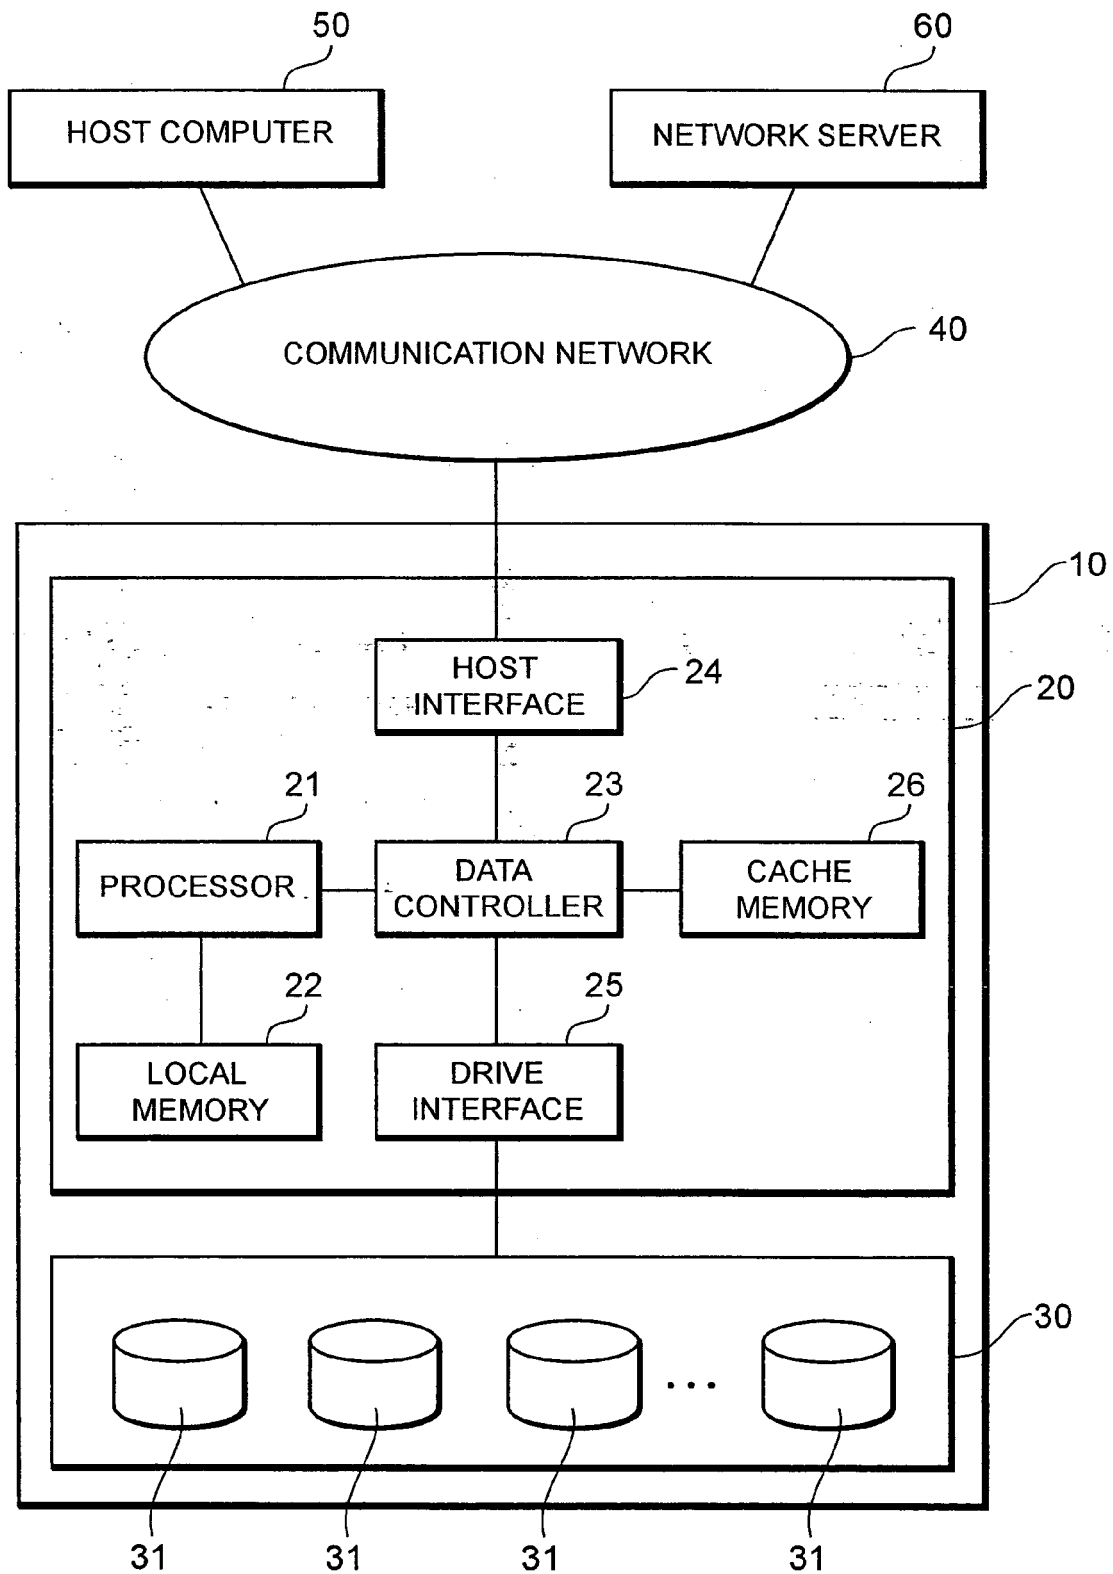 50
60
HOST COMPUTER
NETWORK SERVER
COMMUNICATION NETWORK
40
10
HOST
INTERFACE
24
20
21
23
26
PROCESSOR
DATA
CONTROLLER
CACHE
MEMORY
22
25
LOCAL
MEMORY
DRIVE
INTERFACE
30
...
31
31
31
31